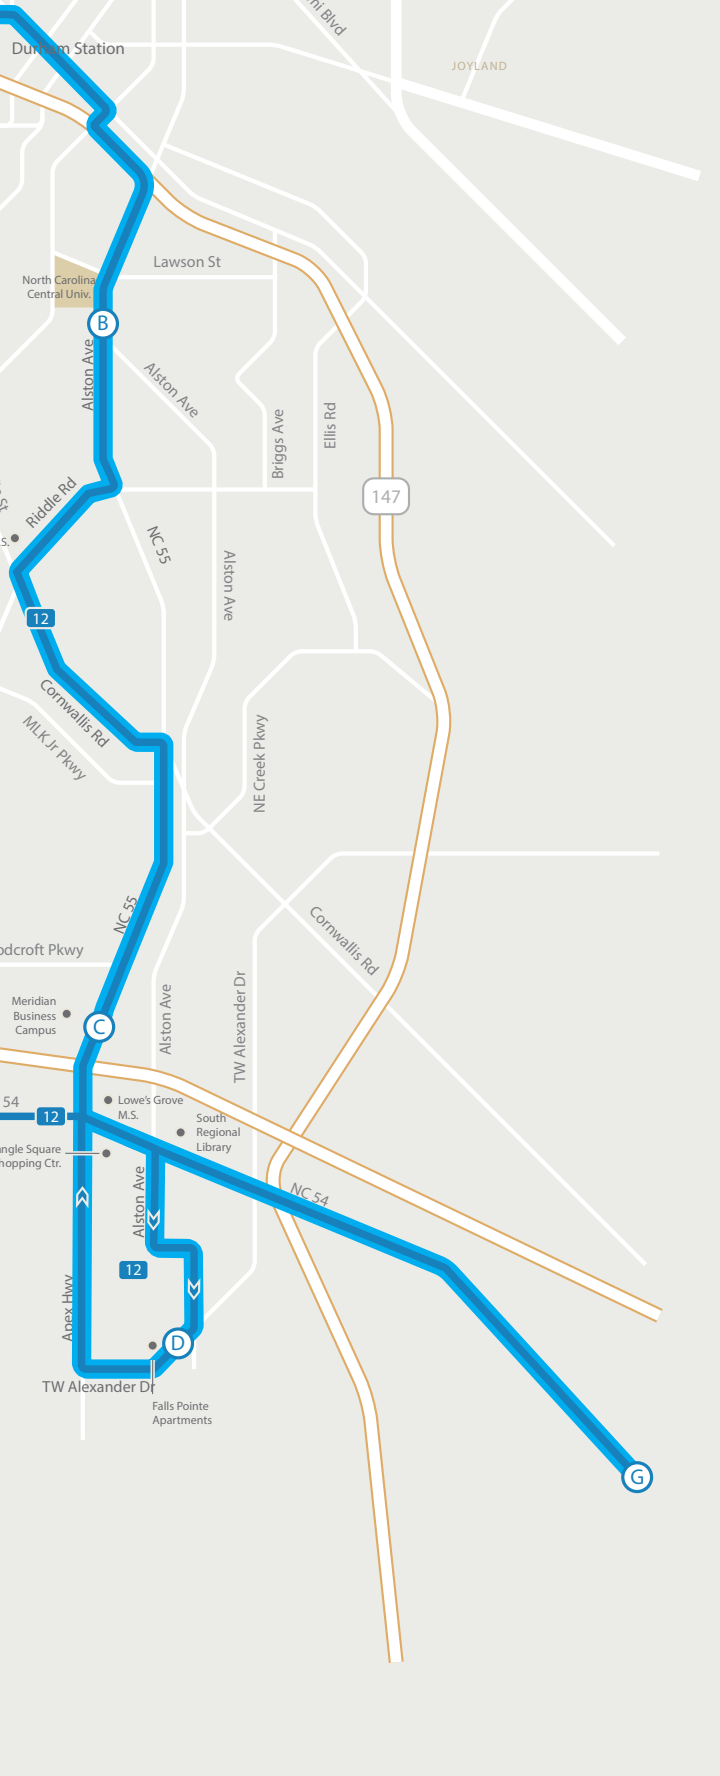 Durham Station
JOYLAND
Lawson St
North Carolina
Central Univ.
B
Alston Ave
Alston Ave
Briggs Ave
Ellis Rd
147
Riddle Rd
NC 55
Alston Ave
12
Cornwallis Rd
MLK Jr Pkwy
NE Creek Pkwy
NC 55
Cornwallis Rd
Pkwy
Meridian
Business
Campus
C
Alston Ave
TW Alexander Dr
54
12
Lowe's Grove
M.S.
South
Regional
Library
Square
Ctr.
Alston Ave
NC 54
12
Apex Hwy
D
TW Alexander Dr
Falls Pointe
Apartments
G